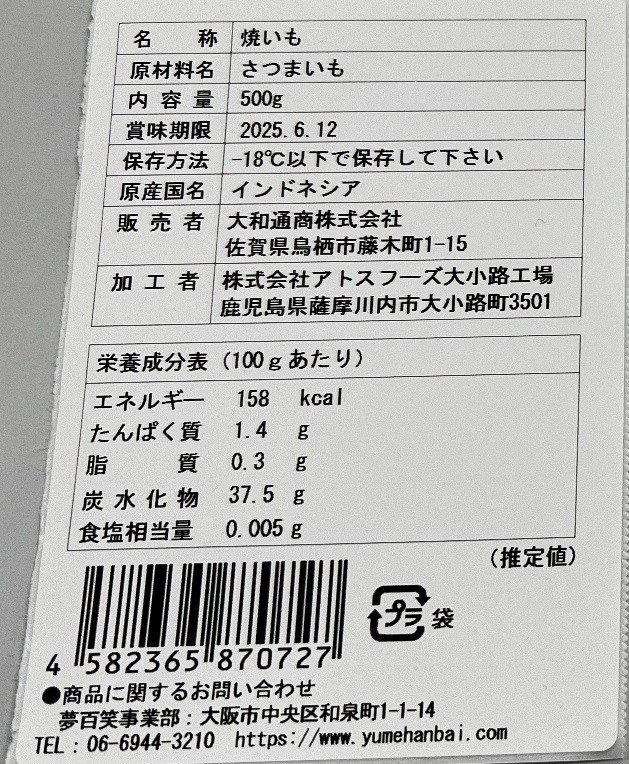 名 称 焼いも
原材料名 さつまいも
内容量 500g
賞味期限 2025.6.12
保存方法 -18℃以下で保存して下さい
原産国名 インドネシア
販売者 大和通商株式会社
佐賀県鳥栖市藤木町1-15
加工者 株式会社アトスフーズ大小路工場
鹿児島県薩摩川内市大小路町3501
栄養成分表(100gあたり)
エネルギー 158 kcal
たんぱく質 1.4 g
脂 質 0.3 g
炭水化物 37.5 g
食塩相当量 0.005 g
(推定値)
プラ 袋
4 582365 870727
●商品に関するお問い合わせ
夢百笑事業部:大阪市中央区和泉町1-1-14
TEL:06-6944-3210 https://www.yumehanbai.com